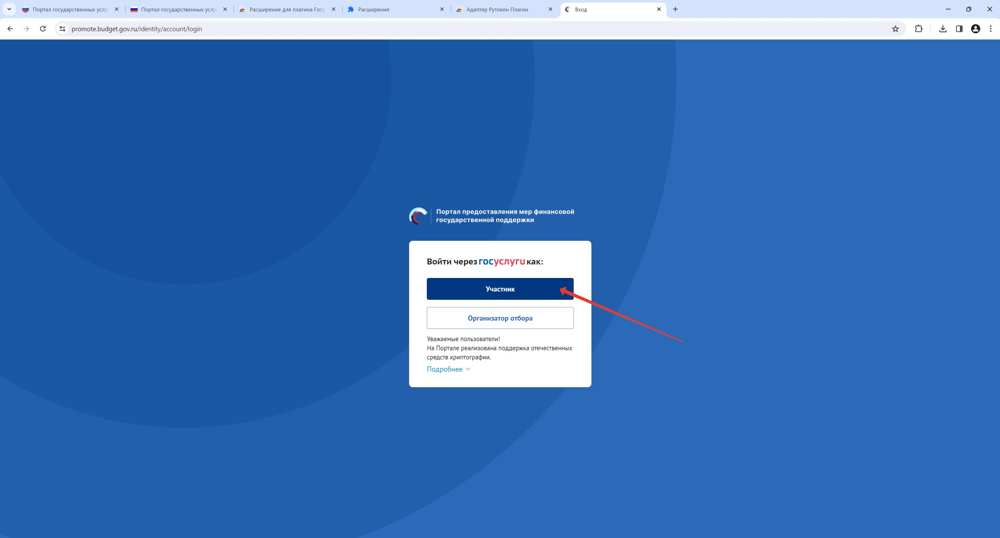 Портал государственных услу
Портал государственных услу
Расширение для плагина Госу
Расширения
Адаптер Рутокен Плагин
Вход
promote.budget.gov.ru/identity/account/login
Портал предоставления мер финансовой
государственной поддержки
Войти через госуслуги как:
Участник
Организатор отбора
Уважаемые пользователи!
На Портале реализована поддержка отечественных
средств криптографии.
Подробнее